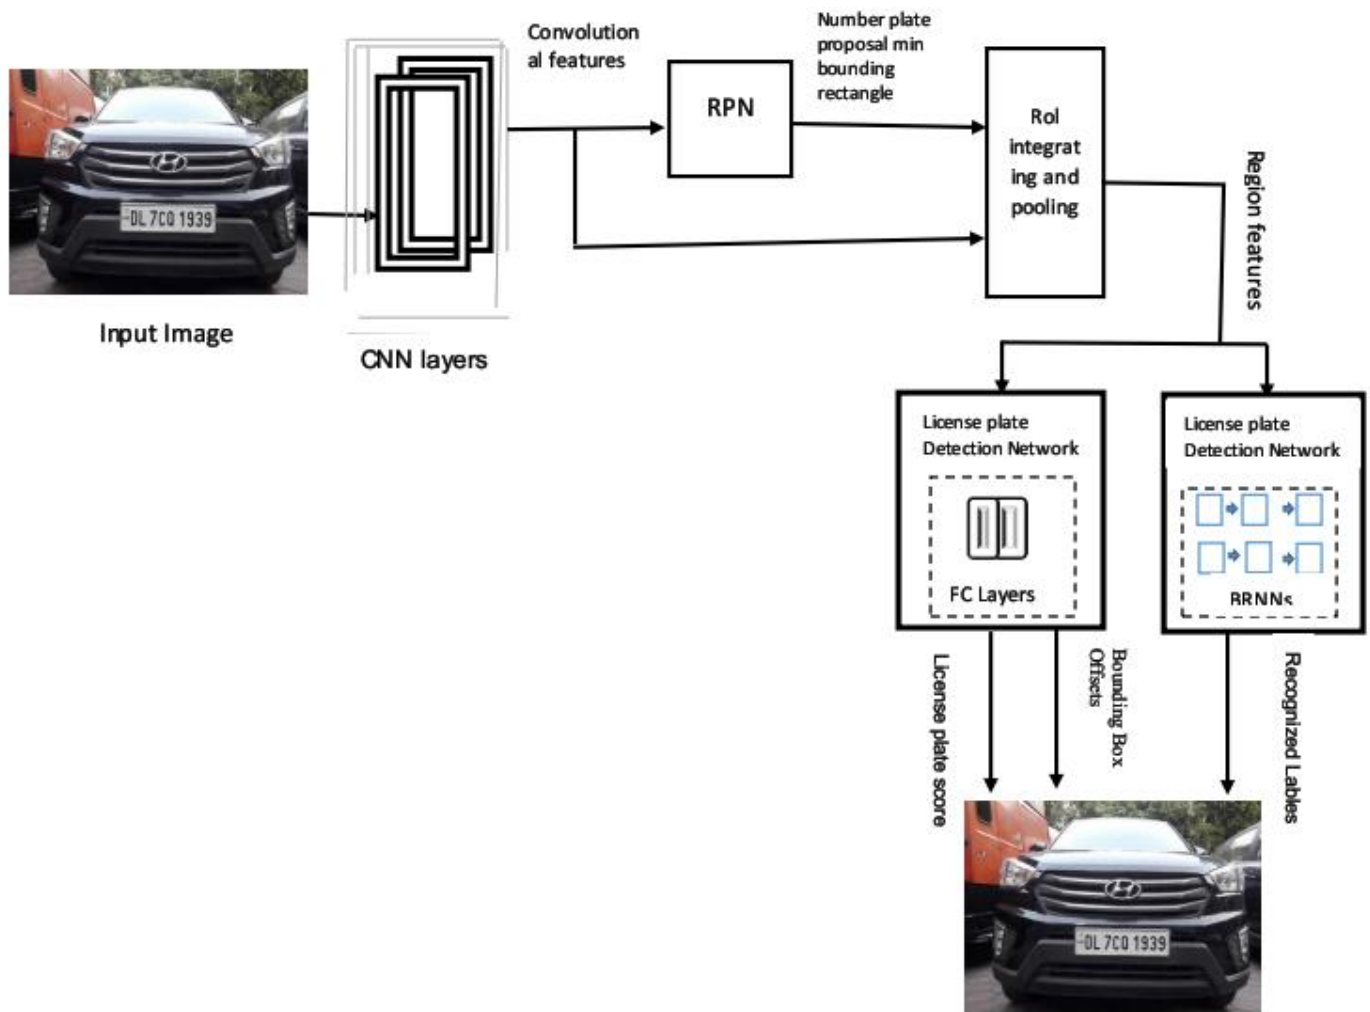 Convolution
al features
Number plate
proposal min
bounding
rectangle
RPN
RoI
integrat
ing and
pooling
Region features
DL 7CQ 1939
Input Image
CNN layers
License plate
Detection Network
FC Layers
License plate
Detection Network
BRNNs
License plate score
Bounding Box
Offsets
Recognized Lables
DL 7CQ 1939